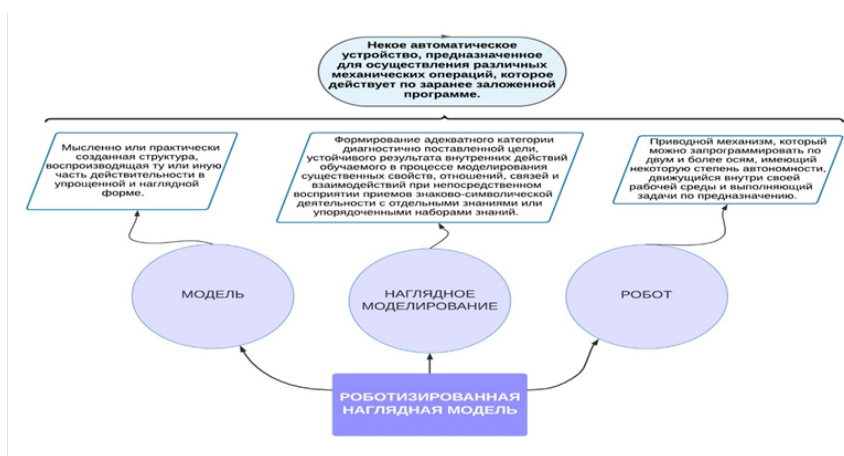 Некое автоматическое
устройство, предназначенное
для осуществления различных
механических операций, которое
действует по заранее заложенной
программе.
Мысленно или практически
созданная структура,
воспроизводящая ту или иную
часть действительности в
упрощенной и наглядной
форме.
Формирование адекватного категории
диагностично поставленной цели,
устойчивого результата внутренних действий
обучаемого в процессе моделирования
существенных свойств, отношений, связей и
взаимодействий при непосредственном
восприятии приемов знаково-символической
деятельности с отдельными знаниями или
упорядоченными наборами знаний.
Приводной механизм, который
можно запрограммировать по
двум и более осям, имеющий
некоторую степень автономности,
движущийся внутри своей
рабочей среды и выполняющий
задачи по предназначению.
МОДЕЛЬ
НАГЛЯДНОЕ
МОДЕЛИРОВАНИЕ
РОБОТ
РОБОТИЗИРОВАННАЯ
НАГЛЯДНАЯ МОДЕЛЬ